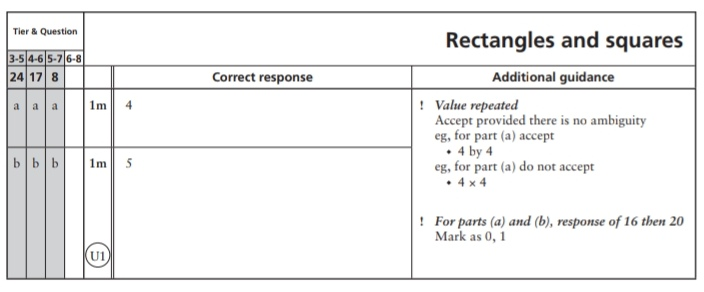 Tier & Question
Rectangles and squares
3-5 4-6 5-7 6-8
24 17 8
Correct response
Additional guidance
a a a 1m 4
! Value repeated
Accept provided there is no ambiguity
eg, for part (a) accept
• 4 by 4
eg, for part (a) do not accept
• 4 × 4
b b b 1m 5
! For parts (a) and (b), response of 16 then 20
Mark as 0, 1
U1